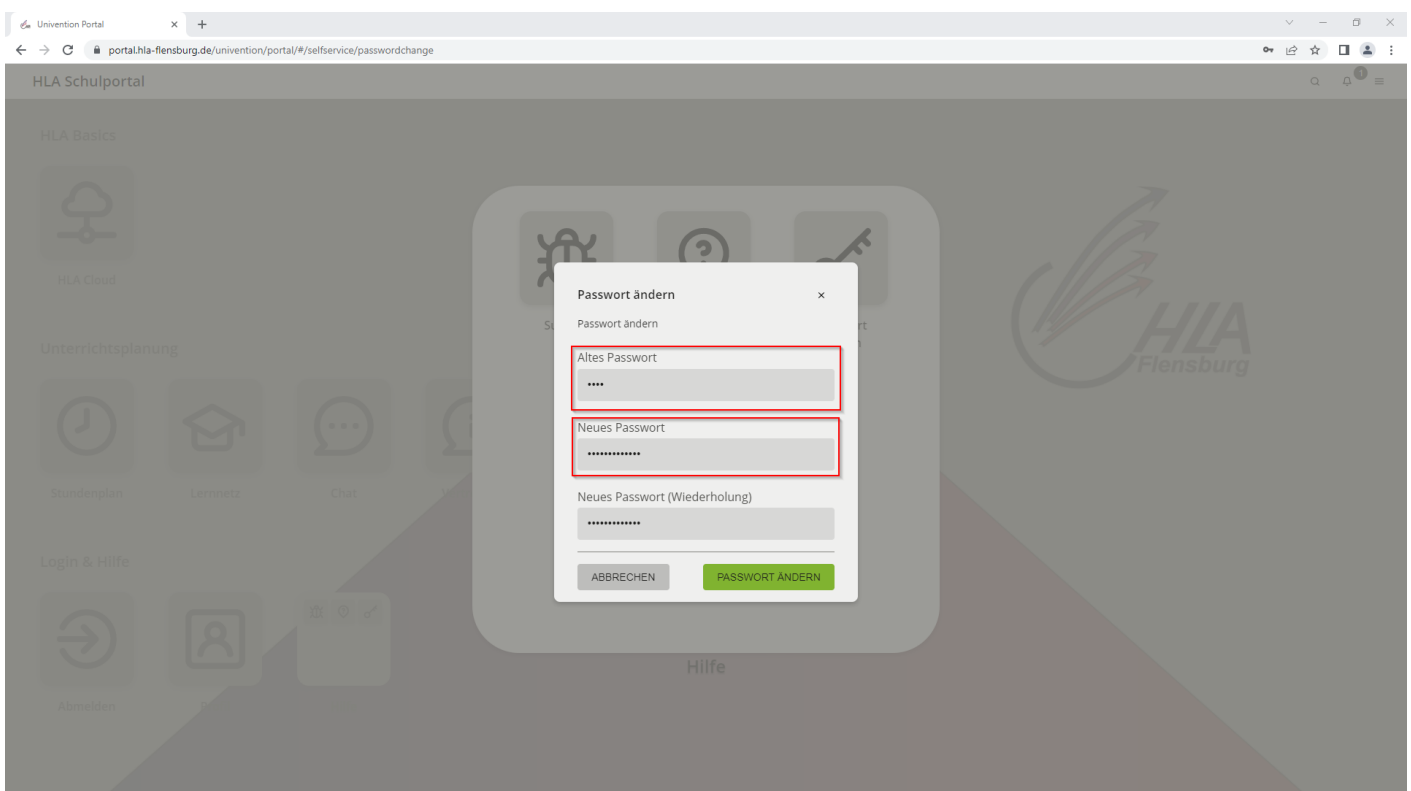 Univention Portal
portal.hla-flensburg.de/univention/portal/#/selfservice/passwordchange
HLA Schulportal
1
HLA Basics
HLA Cloud
Unterrichtsplanung
Stundenplan
Lernnetz
Chat
Login & Hilfe
Abmelden
Passwort ändern
Passwort ändern
Altes Passwort
••••
Neues Passwort
•••••••••••••
Neues Passwort (Wiederholung)
•••••••••••••
ABBRECHEN
PASSWORT ÄNDERN
Hilfe
HLA
Flensburg